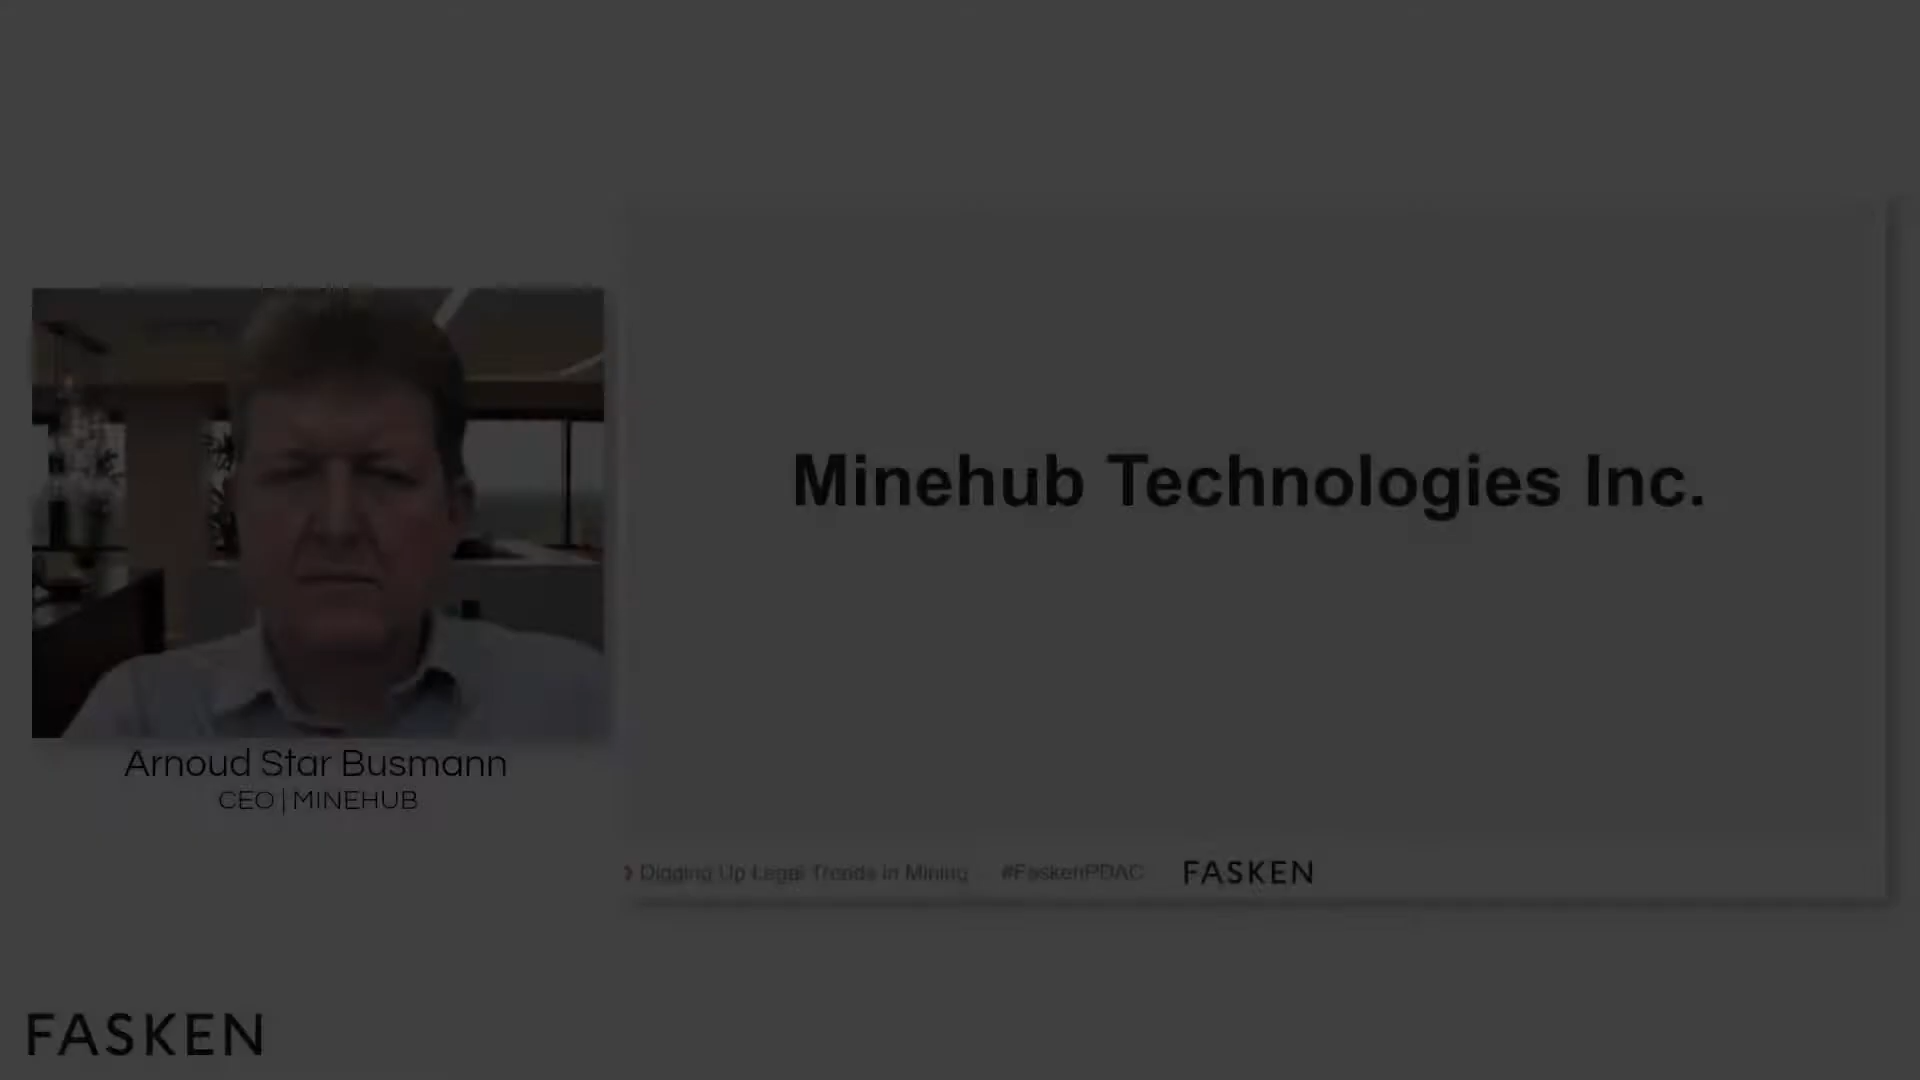 Minehub Technologies Inc.
Arnoud Star Busmann
CEO | MINEHUB
Digging Up Legal Trends in Mining #FaskenPDAC FASKEN
FASKEN